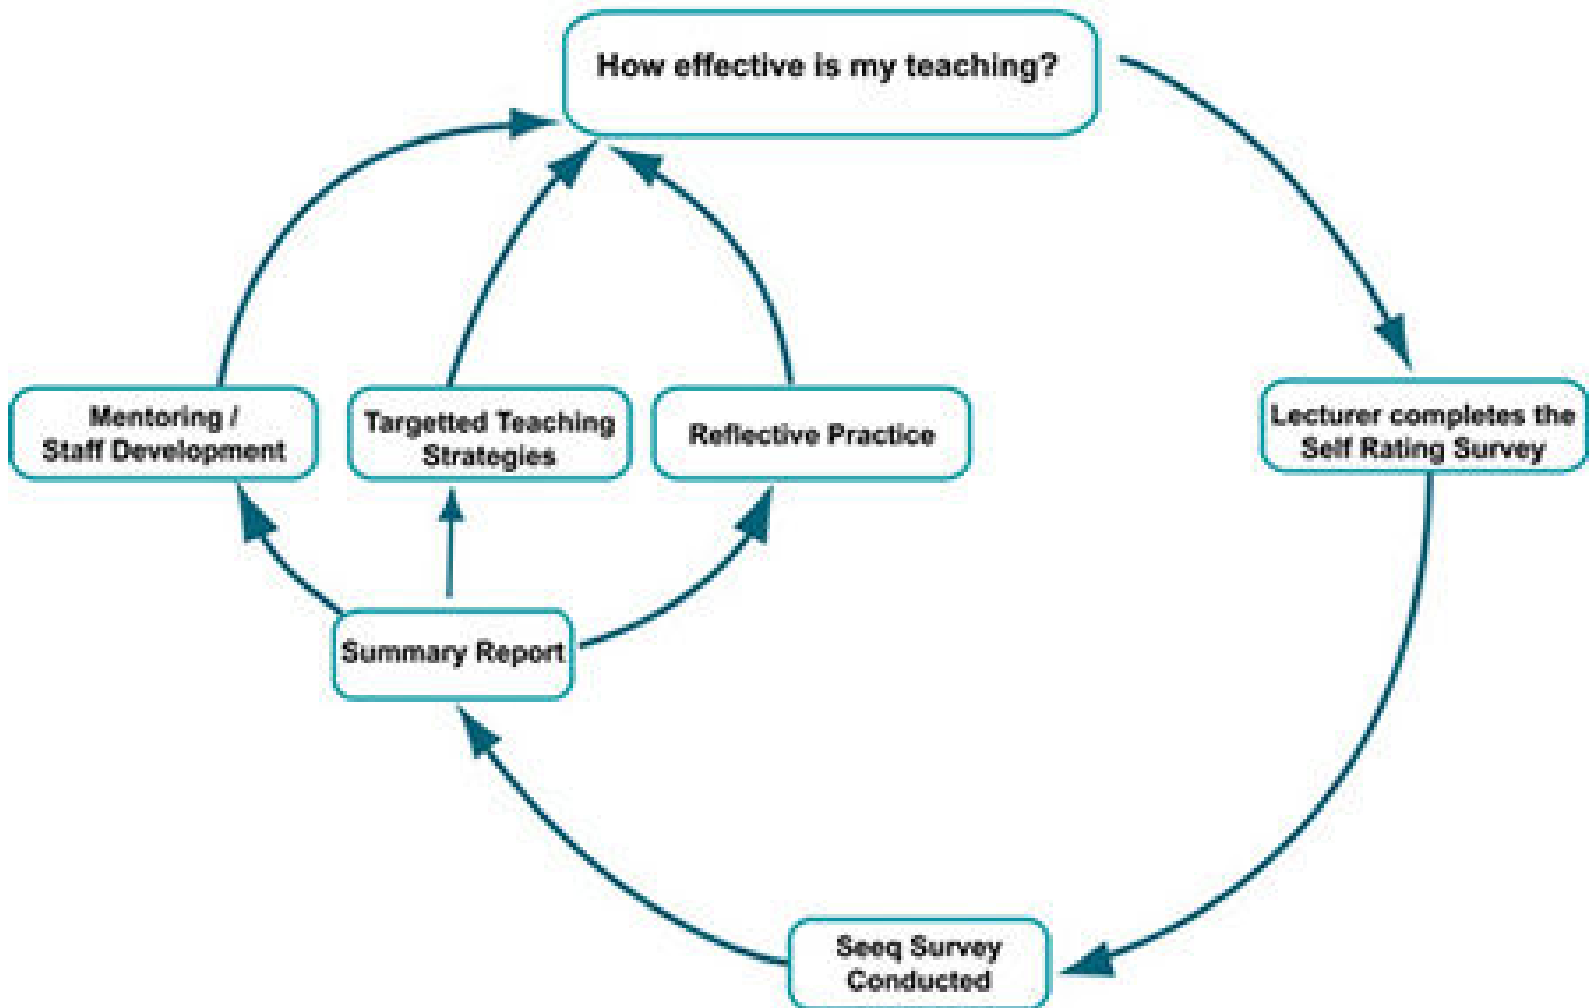 How effective is my teaching?
Mentoring /
Staff Development
Targetted Teaching
Strategies
Reflective Practice
Lecturer completes the
Self Rating Survey
Summary Report
Seeq Survey
Conducted